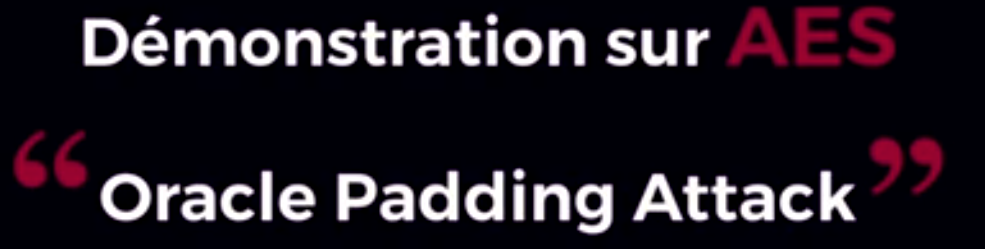 Démonstration sur AES
“Oracle Padding Attack”